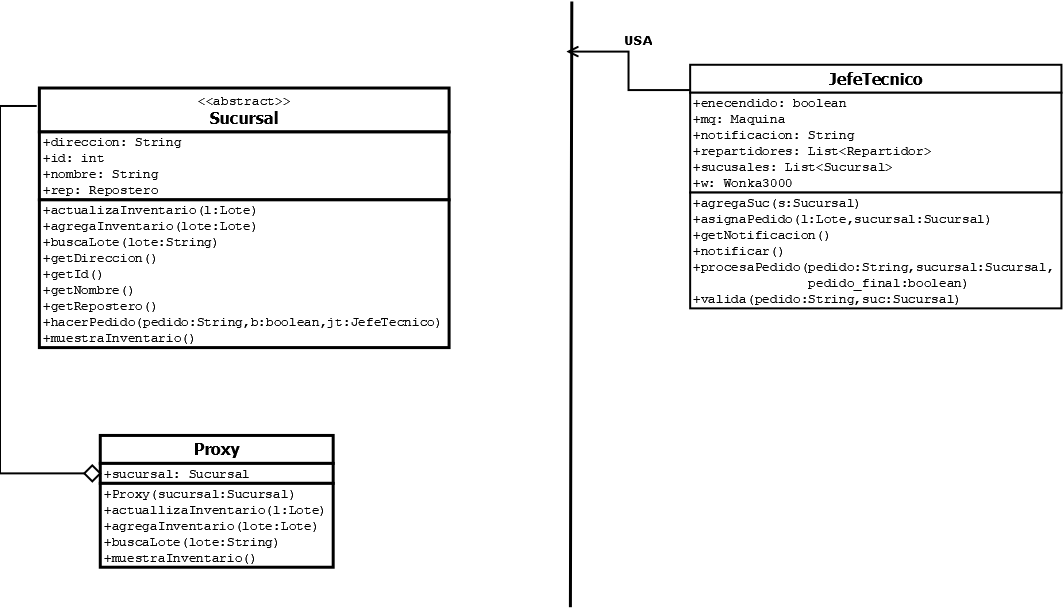 <<abstract>>
Sucursal
+direccion: String
+id: int
+nombre: String
+rep: Repostero
+actualizaInventario(l:Lote)
+agregaInventario(lote:Lote)
+buscaLote(lote:String)
+getDireccion()
+getId()
+getNombre()
+getRepostero()
+hacerPedido(pedido:String,b:boolean,jt:JefeTecnico)
+muestraInventario()
Proxy
+sucursal: Sucursal
+Proxy(sucursal:Sucursal)
+actuallizaInventario(l:Lote)
+agregaInventario(lote:Lote)
+buscaLote(lote:String)
+muestraInventario()
USA
JefeTecnico
+enecendido: boolean
+mq: Maquina
+notificacion: String
+repartidores: List<Repartidor>
+sucusales: List<Sucursal>
+w: Wonka3000
+agregaSuc(s:Sucursal)
+asignaPedido(l:Lote,sucursal:Sucursal)
+getNotificacion()
+notificar()
+procesaPedido(pedido:String,sucursal:Sucursal,
pedido_final:boolean)
+valida(pedido:String,suc:Sucursal)